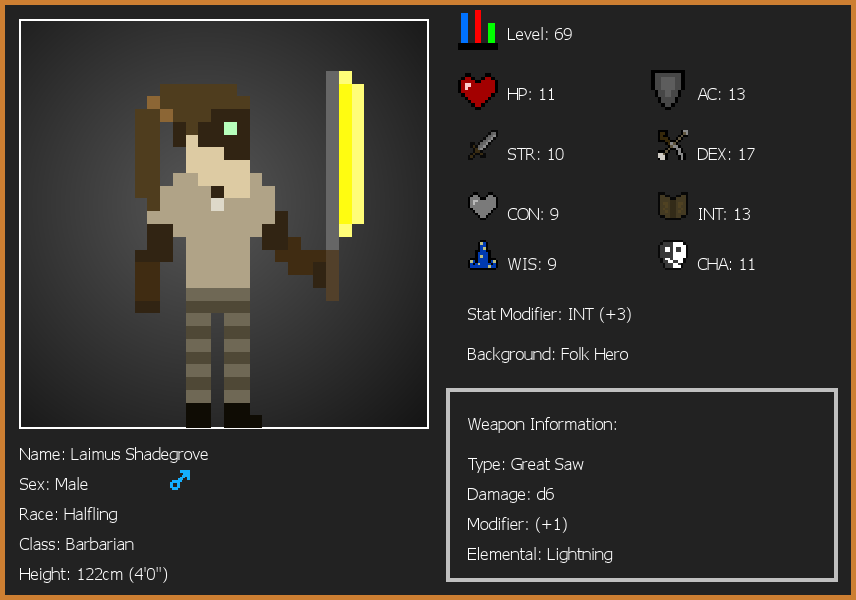 Level: 69
HP: 11
AC: 13
STR: 10
DEX: 17
CON: 9
INT: 13
WIS: 9
CHA: 11
Stat Modifier: INT (+3)
Background: Folk Hero
Weapon Information:
Type: Great Saw
Damage: d6
Modifier: (+1)
Elemental: Lightning
Name: Laimus Shadegrove
Sex: Male
Race: Halfling
Class: Barbarian
Height: 122cm (4'0")